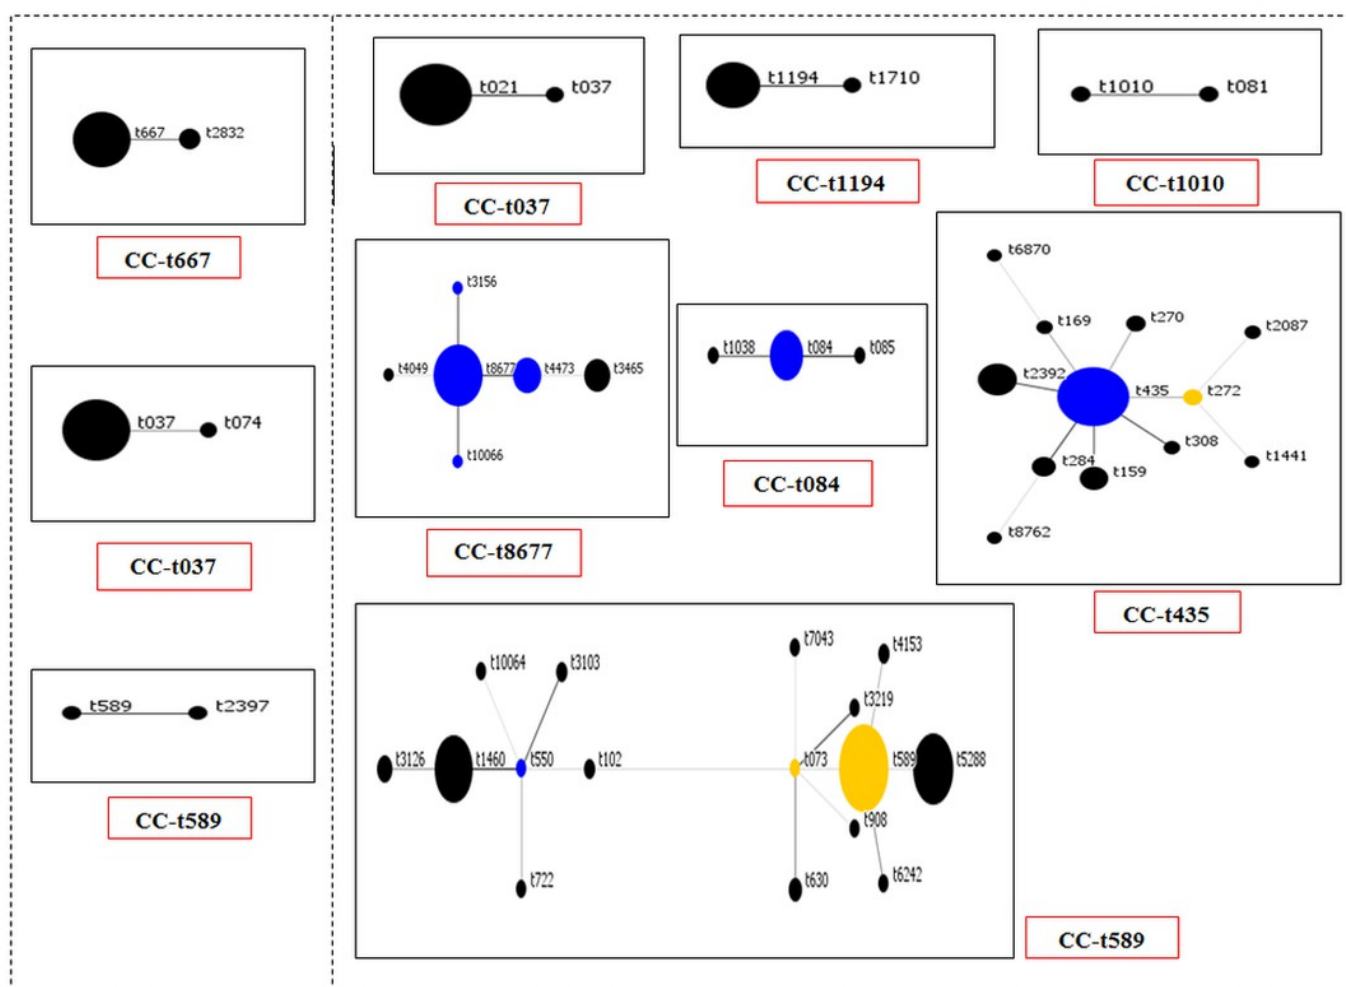 t667 t2832
CC-t667
t037 t074
CC-t037
t589 t2397
CC-t589
t021 t037
CC-t037
t1194 t1710
CC-t1194
t1010 t081
CC-t1010
t3156
t4049 t8677 t4473 t3465
t10066
CC-t8677
t1038 t084 t085
CC-t084
t6870
t169 t270 t2087
t2392 t435 t272
t284 t159 t308 t1441
t8762
CC-t435
t7043 t4153
t10064 t3103 t3219
t3126 t1460 t550 t102 t073 t589 t5288
t908
t722 t630 t6242
CC-t589